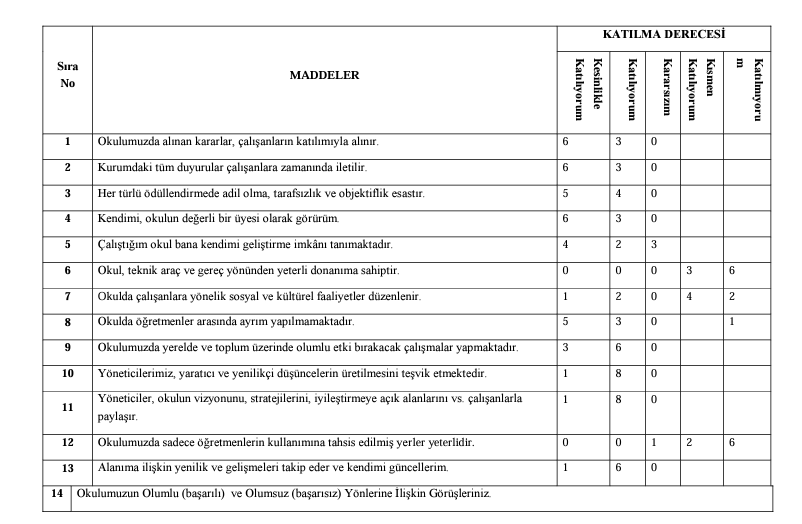 KATILMA DERECESİ
Sıra
No
MADDELER
Kesinlikle
Katılıyorum
Katılıyorum
Kararsızım
Kısmen
Katılıyorum
Katılmıyoru
m
1 Okulumuzda alınan kararlar, çalışanların katılımıyla alınır. 6 3 0
2 Kurumdaki tüm duyurular çalışanlara zamanında iletilir. 6 3 0
3 Her türlü ödüllendirmede adil olma, tarafsızlık ve objektiflik esastır. 5 4 0
4 Kendimi, okulun değerli bir üyesi olarak görürüm. 6 3 0
5 Çalıştığım okul bana kendimi geliştirme imkânı tanımaktadır. 4 2 3
6 Okul, teknik araç ve gereç yönünden yeterli donanıma sahiptir. 0 0 0 3 6
7 Okulda çalışanlara yönelik sosyal ve kültürel faaliyetler düzenlenir. 1 2 0 4 2
8 Okulda öğretmenler arasında ayrım yapılmamaktadır. 5 3 0 1
9 Okulumuzda yerelde ve toplum üzerinde olumlu etki bırakacak çalışmalar yapmaktadır. 3 6 0
10 Yöneticilerimiz, yaratıcı ve yenilikçi düşüncelerin üretilmesini teşvik etmektedir. 1 8 0
11 Yöneticiler, okulun vizyonunu, stratejilerini, iyileştirmeye açık alanlarını vs. çalışanlarla 1 8 0
paylaşır.
12 Okulumuzda sadece öğretmenlerin kullanımına tahsis edilmiş yerler yeterlidir. 0 0 1 2 6
13 Alanıma ilişkin yenilik ve gelişmeleri takip eder ve kendimi güncellerim. 1 6 0
14 Okulumuzun Olumlu (başarılı) ve Olumsuz (başarısız) Yönlerine İlişkin Görüşleriniz.